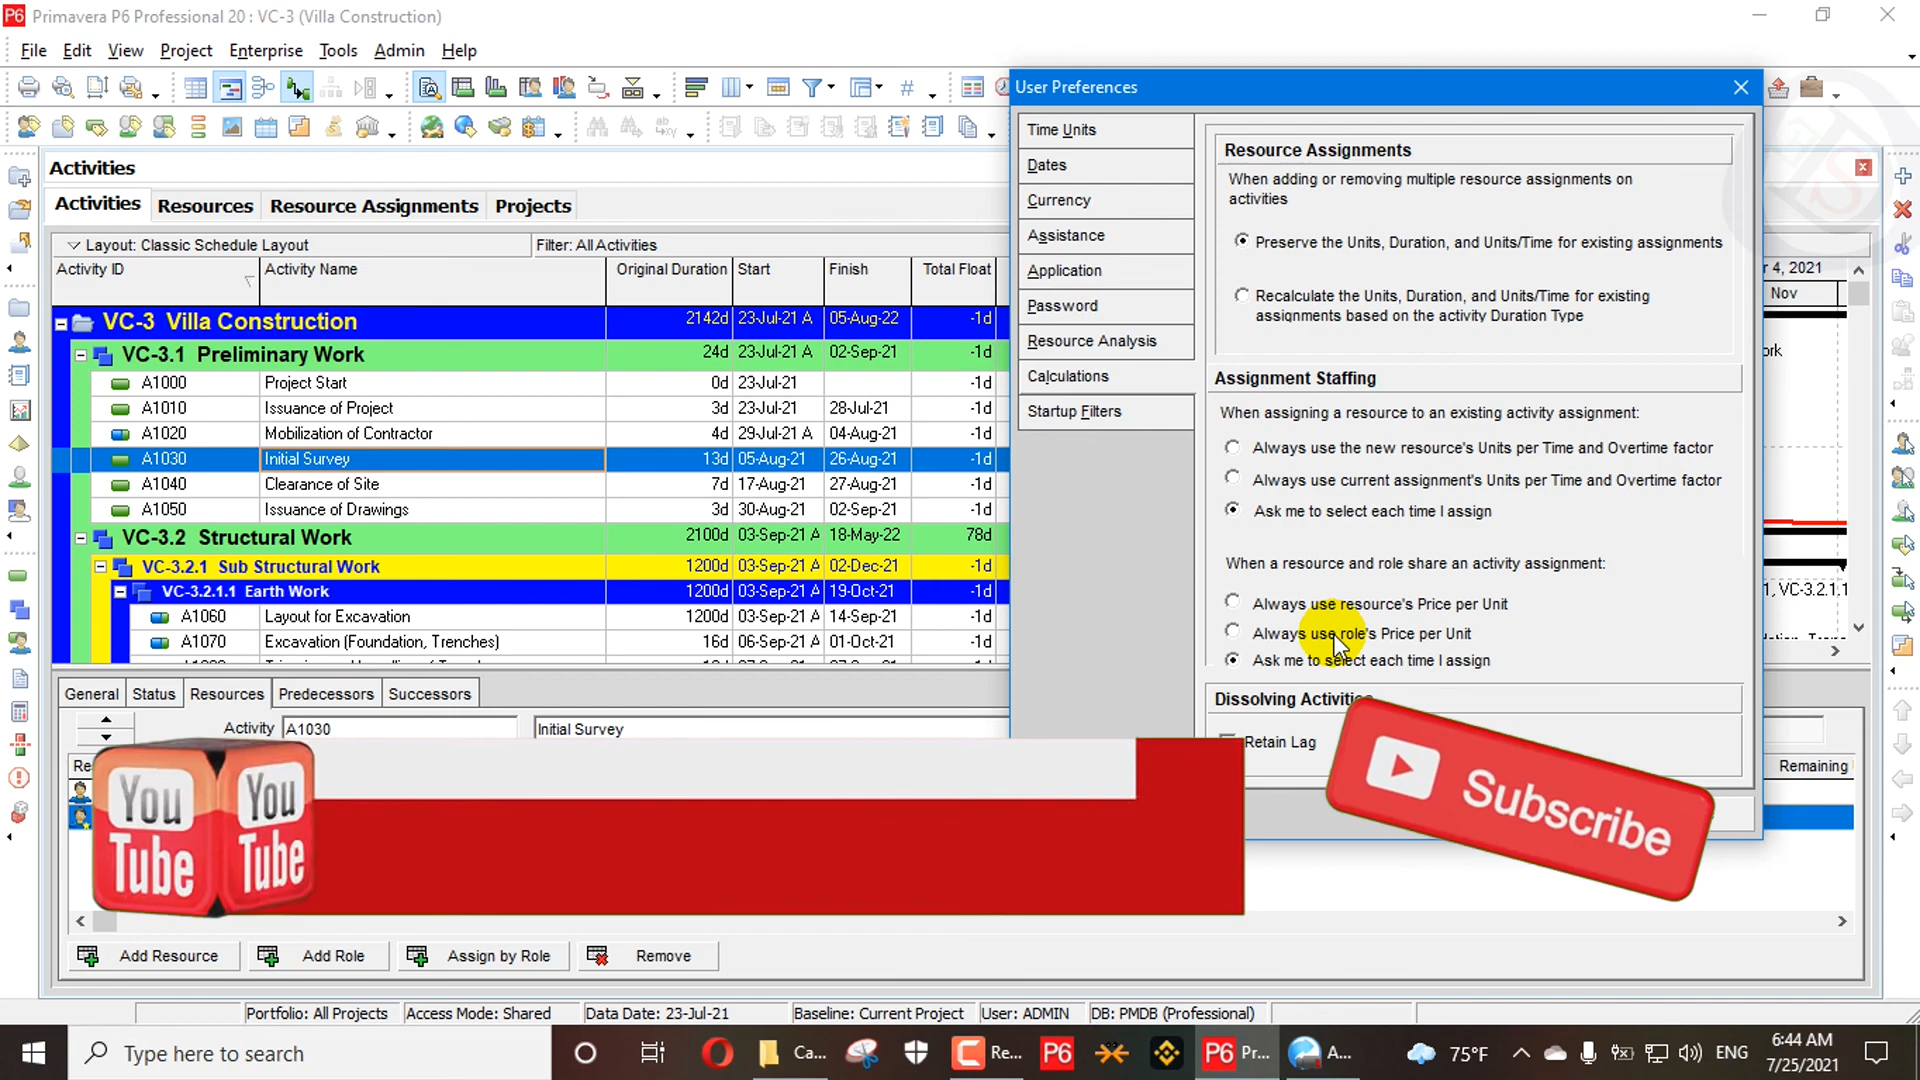 Primavera P6 Professional 20 : VC-3 (Villa Construction)
File Edit View Project Enterprise Tools Admin Help
Activities
Activities Resources Resource Assignments Projects
Layout: Classic Schedule Layout Filter: All Activities
Activity ID Activity Name Original Duration Start Finish Total Float
VC-3 Villa Construction 2142d 23-Jul-21 A 05-Aug-22 -1d
VC-3.1 Preliminary Work 24d 23-Jul-21 A 02-Sep-21 -1d
A1000 Project Start 0d 23-Jul-21 -1d
A1010 Issuance of Project 3d 23-Jul-21 28-Jul-21 -1d
A1020 Mobilization of Contractor 4d 29-Jul-21 A 04-Aug-21 -1d
A1030 Initial Survey 13d 05-Aug-21 26-Aug-21 -1d
A1040 Clearance of Site 7d 17-Aug-21 27-Aug-21 -1d
A1050 Issuance of Drawings 3d 30-Aug-21 02-Sep-21 -1d
VC-3.2 Structural Work 2100d 03-Sep-21 A 18-May-22 78d
VC-3.2.1 Sub Structural Work 1200d 03-Sep-21 A 02-Dec-21 -1d
VC-3.2.1.1 Earth Work 1200d 03-Sep-21 A 19-Oct-21 -1d
A1060 Layout for Excavation 1200d 03-Sep-21 A 14-Sep-21 -1d
A1070 Excavation (Foundation, Trenches) 16d 06-Sep-21 A 01-Oct-21 -1d
General Status Resources Predecessors Successors
Activity A1030 Initial Survey
Remaining
Add Resource Add Role Assign by Role Remove
User Preferences
Time Units
Dates
Currency
Assistance
Application
Password
Resource Analysis
Calculations
Startup Filters
Resource Assignments
When adding or removing multiple resource assignments on
activities
Preserve the Units, Duration, and Units/Time for existing assignments
Recalculate the Units, Duration, and Units/Time for existing
assignments based on the activity Duration Type
Assignment Staffing
When assigning a resource to an existing activity assignment:
Always use the new resource's Units per Time and Overtime factor
Always use current assignment's Units per Time and Overtime factor
Ask me to select each time I assign
When a resource and role share an activity assignment:
Always use resource's Price per Unit
Always use role's Price per Unit
Ask me to select each time I assign
Dissolving Activities
Retain Lag
4, 2021
Nov
You Tube
You Tube
Subscribe
Portfolio: All Projects Access Mode: Shared Data Date: 23-Jul-21 Baseline: Current Project User: ADMIN DB: PMDB (Professional)
Type here to search Ca... Re... P6 P6 Pr... A... 75°F ENG
6:44 AM
7/25/2021